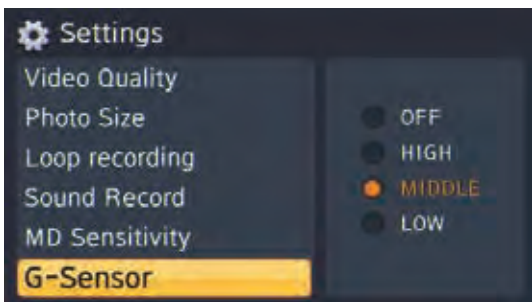 Settings
Video Quality
Photo Size
Loop recording
Sound Record
MD Sensitivity
G-Sensor
OFF
HIGH
MIDDLE
LOW